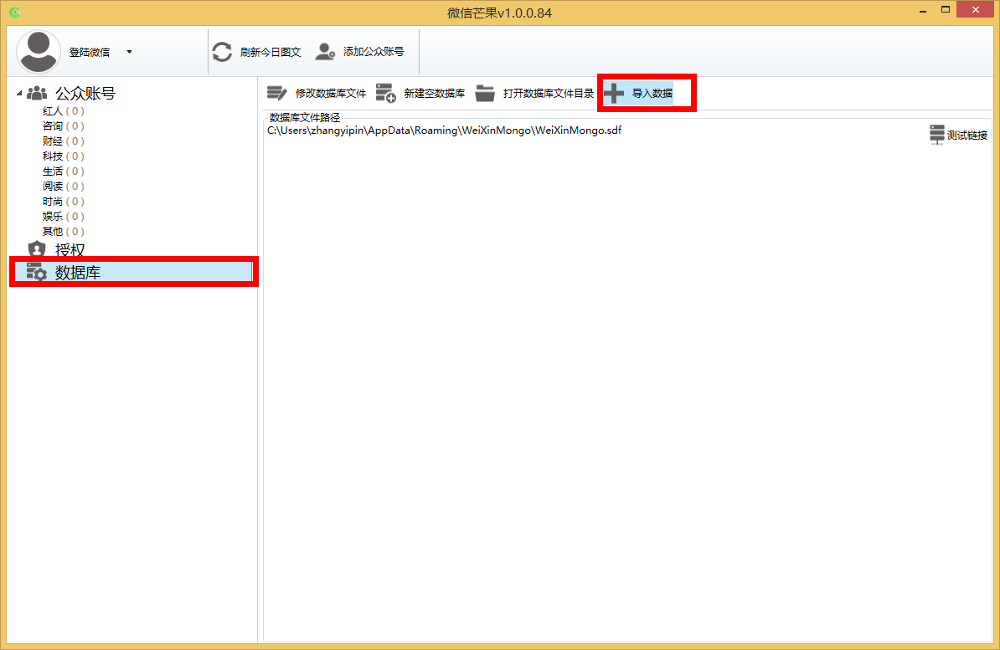 微信芒果v1.0.0.84
登陆微信
刷新今日图文
添加公众账号
公众账号
红人 ( 0 )
咨询 ( 0 )
财经 ( 0 )
科技 ( 0 )
生活 ( 0 )
阅读 ( 0 )
时尚 ( 0 )
娱乐 ( 0 )
其他 ( 0 )
授权
数据库
修改数据库文件
新建空数据库
打开数据库文件目录
导入数据
数据库文件路径
C:\Users\zhangyipin\AppData\Roaming\WeiXinMongo\WeiXinMongo.sdf
测试链接